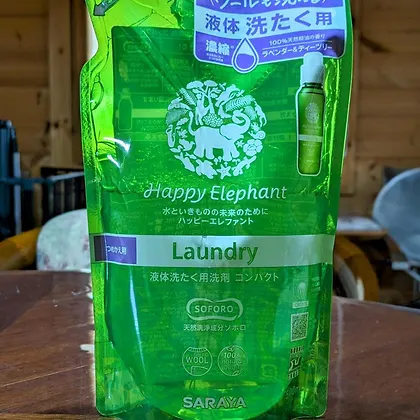 液体洗たく用
濃縮
100%天然精油の香り
ラベンダー&ティーツリー
Happy Elephant
水といきものの未来のために
ハッピーエレファント
つめかえ用
Laundry
液体洗たく用洗剤 コンパクト
SOFORO
天然洗浄成分ソホロ
WOOL
100%
SARAYA